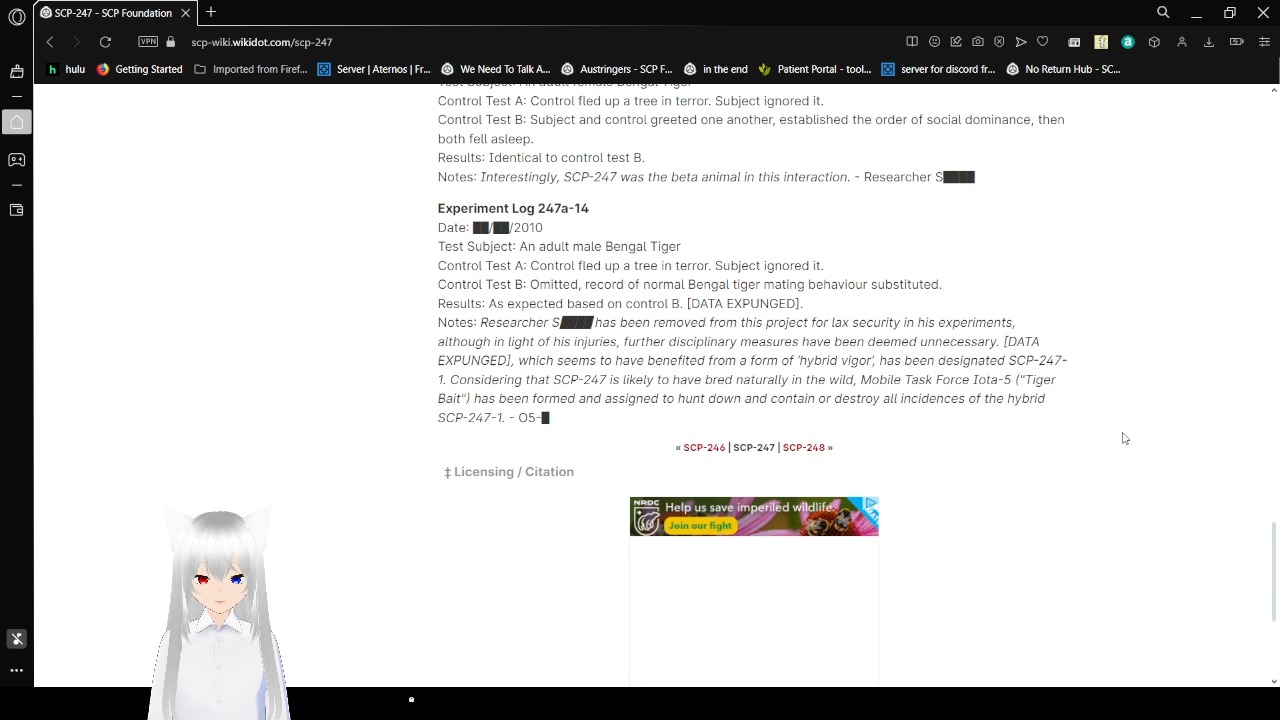 SCP-247 - SCP Foundation
VPN scp-wiki.wikidot.com/scp-247
hulu Getting Started Imported from Firef... Server | Aternos | Fr... We Need To Talk A... Austringers - SCP F... in the end Patient Portal - tool... server for discord fr... No Return Hub - SC...
Control Test A: Control fled up a tree in terror. Subject ignored it.
Control Test B: Subject and control greeted one another, established the order of social dominance, then
both fell asleep.
Results: Identical to control test B.
Notes: Interestingly, SCP-247 was the beta animal in this interaction. - Researcher S████
Experiment Log 247a-14
Date: ██/██/2010
Test Subject: An adult male Bengal Tiger
Control Test A: Control fled up a tree in terror. Subject ignored it.
Control Test B: Omitted, record of normal Bengal tiger mating behaviour substituted.
Results: As expected based on control B. [DATA EXPUNGED].
Notes: Researcher S████ has been removed from this project for lax security in his experiments,
although in light of his injuries, further disciplinary measures have been deemed unnecessary. [DATA
EXPUNGED], which seems to have benefited from a form of 'hybrid vigor', has been designated SCP-247-
1. Considering that SCP-247 is likely to have bred naturally in the wild, Mobile Task Force Iota-5 ("Tiger
Bait") has been formed and assigned to hunt down and contain or destroy all incidences of the hybrid
SCP-247-1. - O5-█
« SCP-246 | SCP-247 | SCP-248 »
‡ Licensing / Citation
NRDC Help us save imperiled wildlife.
Join our fight